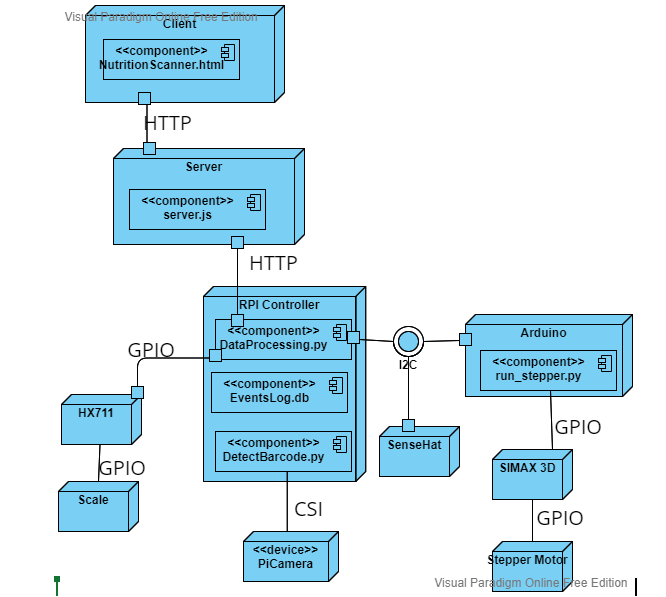 Visual Paradigm Online Free Edition
Client
<<component>>
NutritionScanner.html
HTTP
Server
<<component>>
server.js
HTTP
RPI Controller
<<component>>
DataProcessing.py
<<component>>
EventsLog.db
<<component>>
DetectBarcode.py
GPIO
HX711
GPIO
Scale
I2C
Arduino
<<component>>
run_stepper.py
SenseHat
GPIO
SIMAX 3D
CSI
GPIO
<<device>>
PiCamera
Stepper Motor
Visual Paradigm Online Free Edition